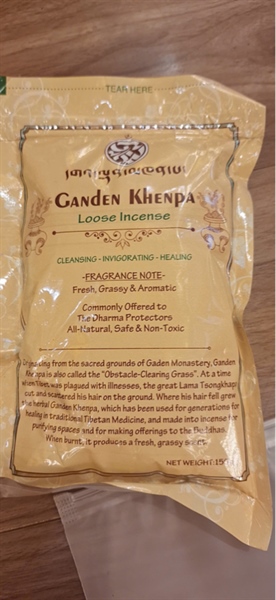 TEAR HERE
GANDEN KHENPA
Loose Incense
CLEANSING - INVIGORATING - HEALING
-FRAGRANCE NOTE-
Fresh, Grassy & Aromatic
Commonly Offered to
The Dharma Protectors
All-Natural, Safe & Non-Toxic
from the sacred grounds of Gaden Monastery, Ganden
Khenpa is also called the "Obstacle-Clearing Grass". At a time
when Tibet was plagued with illnesses, the great Lama Tsongkhapa
cut and scattered his hair on the ground. Where his hair fell grew
the herbal Ganden Khenpa, which has been used for generations for
healing in traditional Tibetan Medicine, and made into incense for
purifying spaces and for making offerings to the Buddhas.
When burnt, it produces a fresh, grassy scent.
NET WEIGHT: